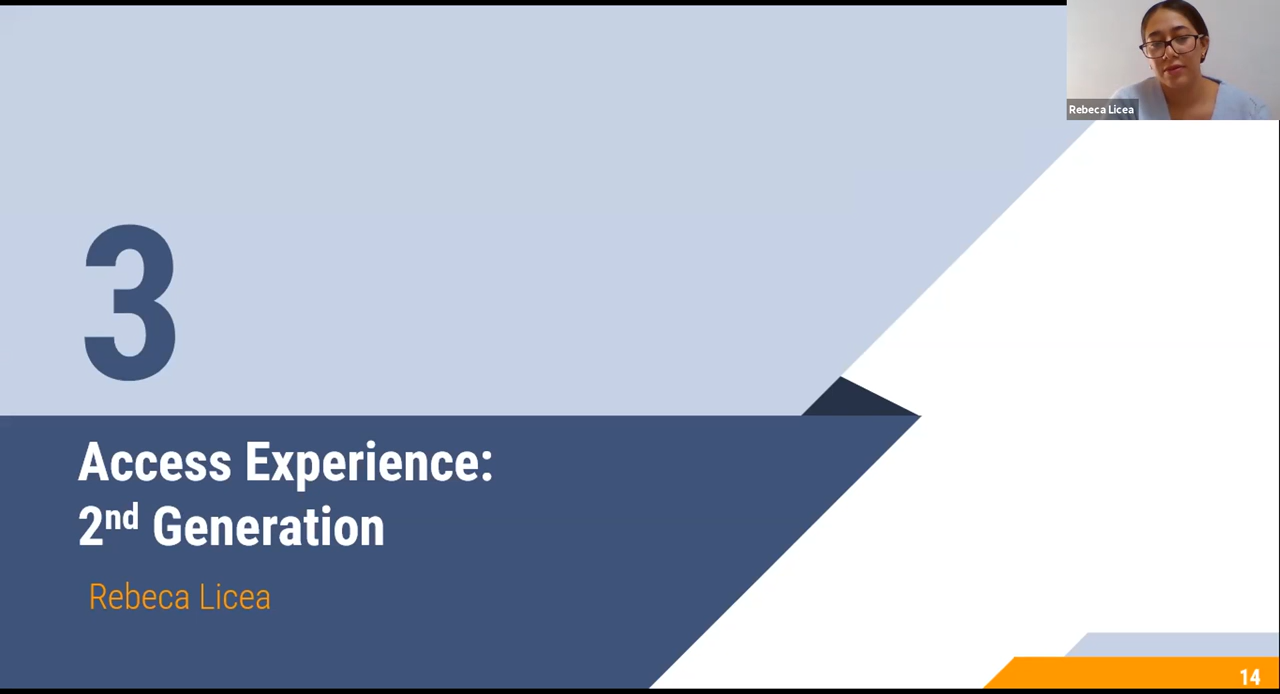 Rebeca Licea
3
Access Experience:
2nd Generation
Rebeca Licea
14